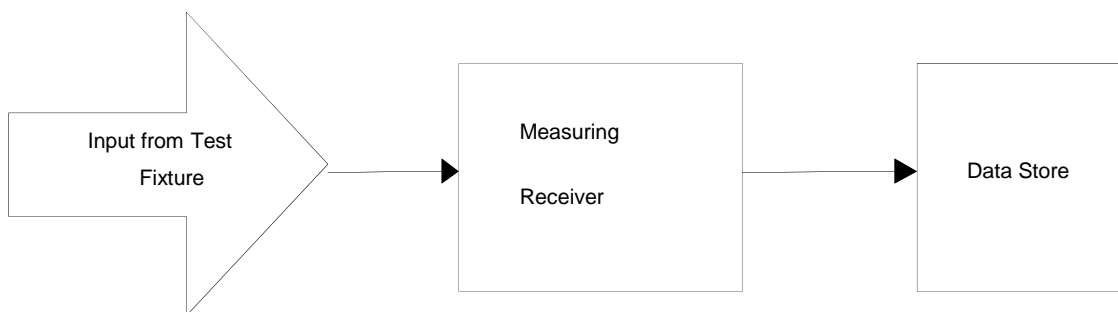 Input from Test
Fixture
Measuring
Receiver
Data Store